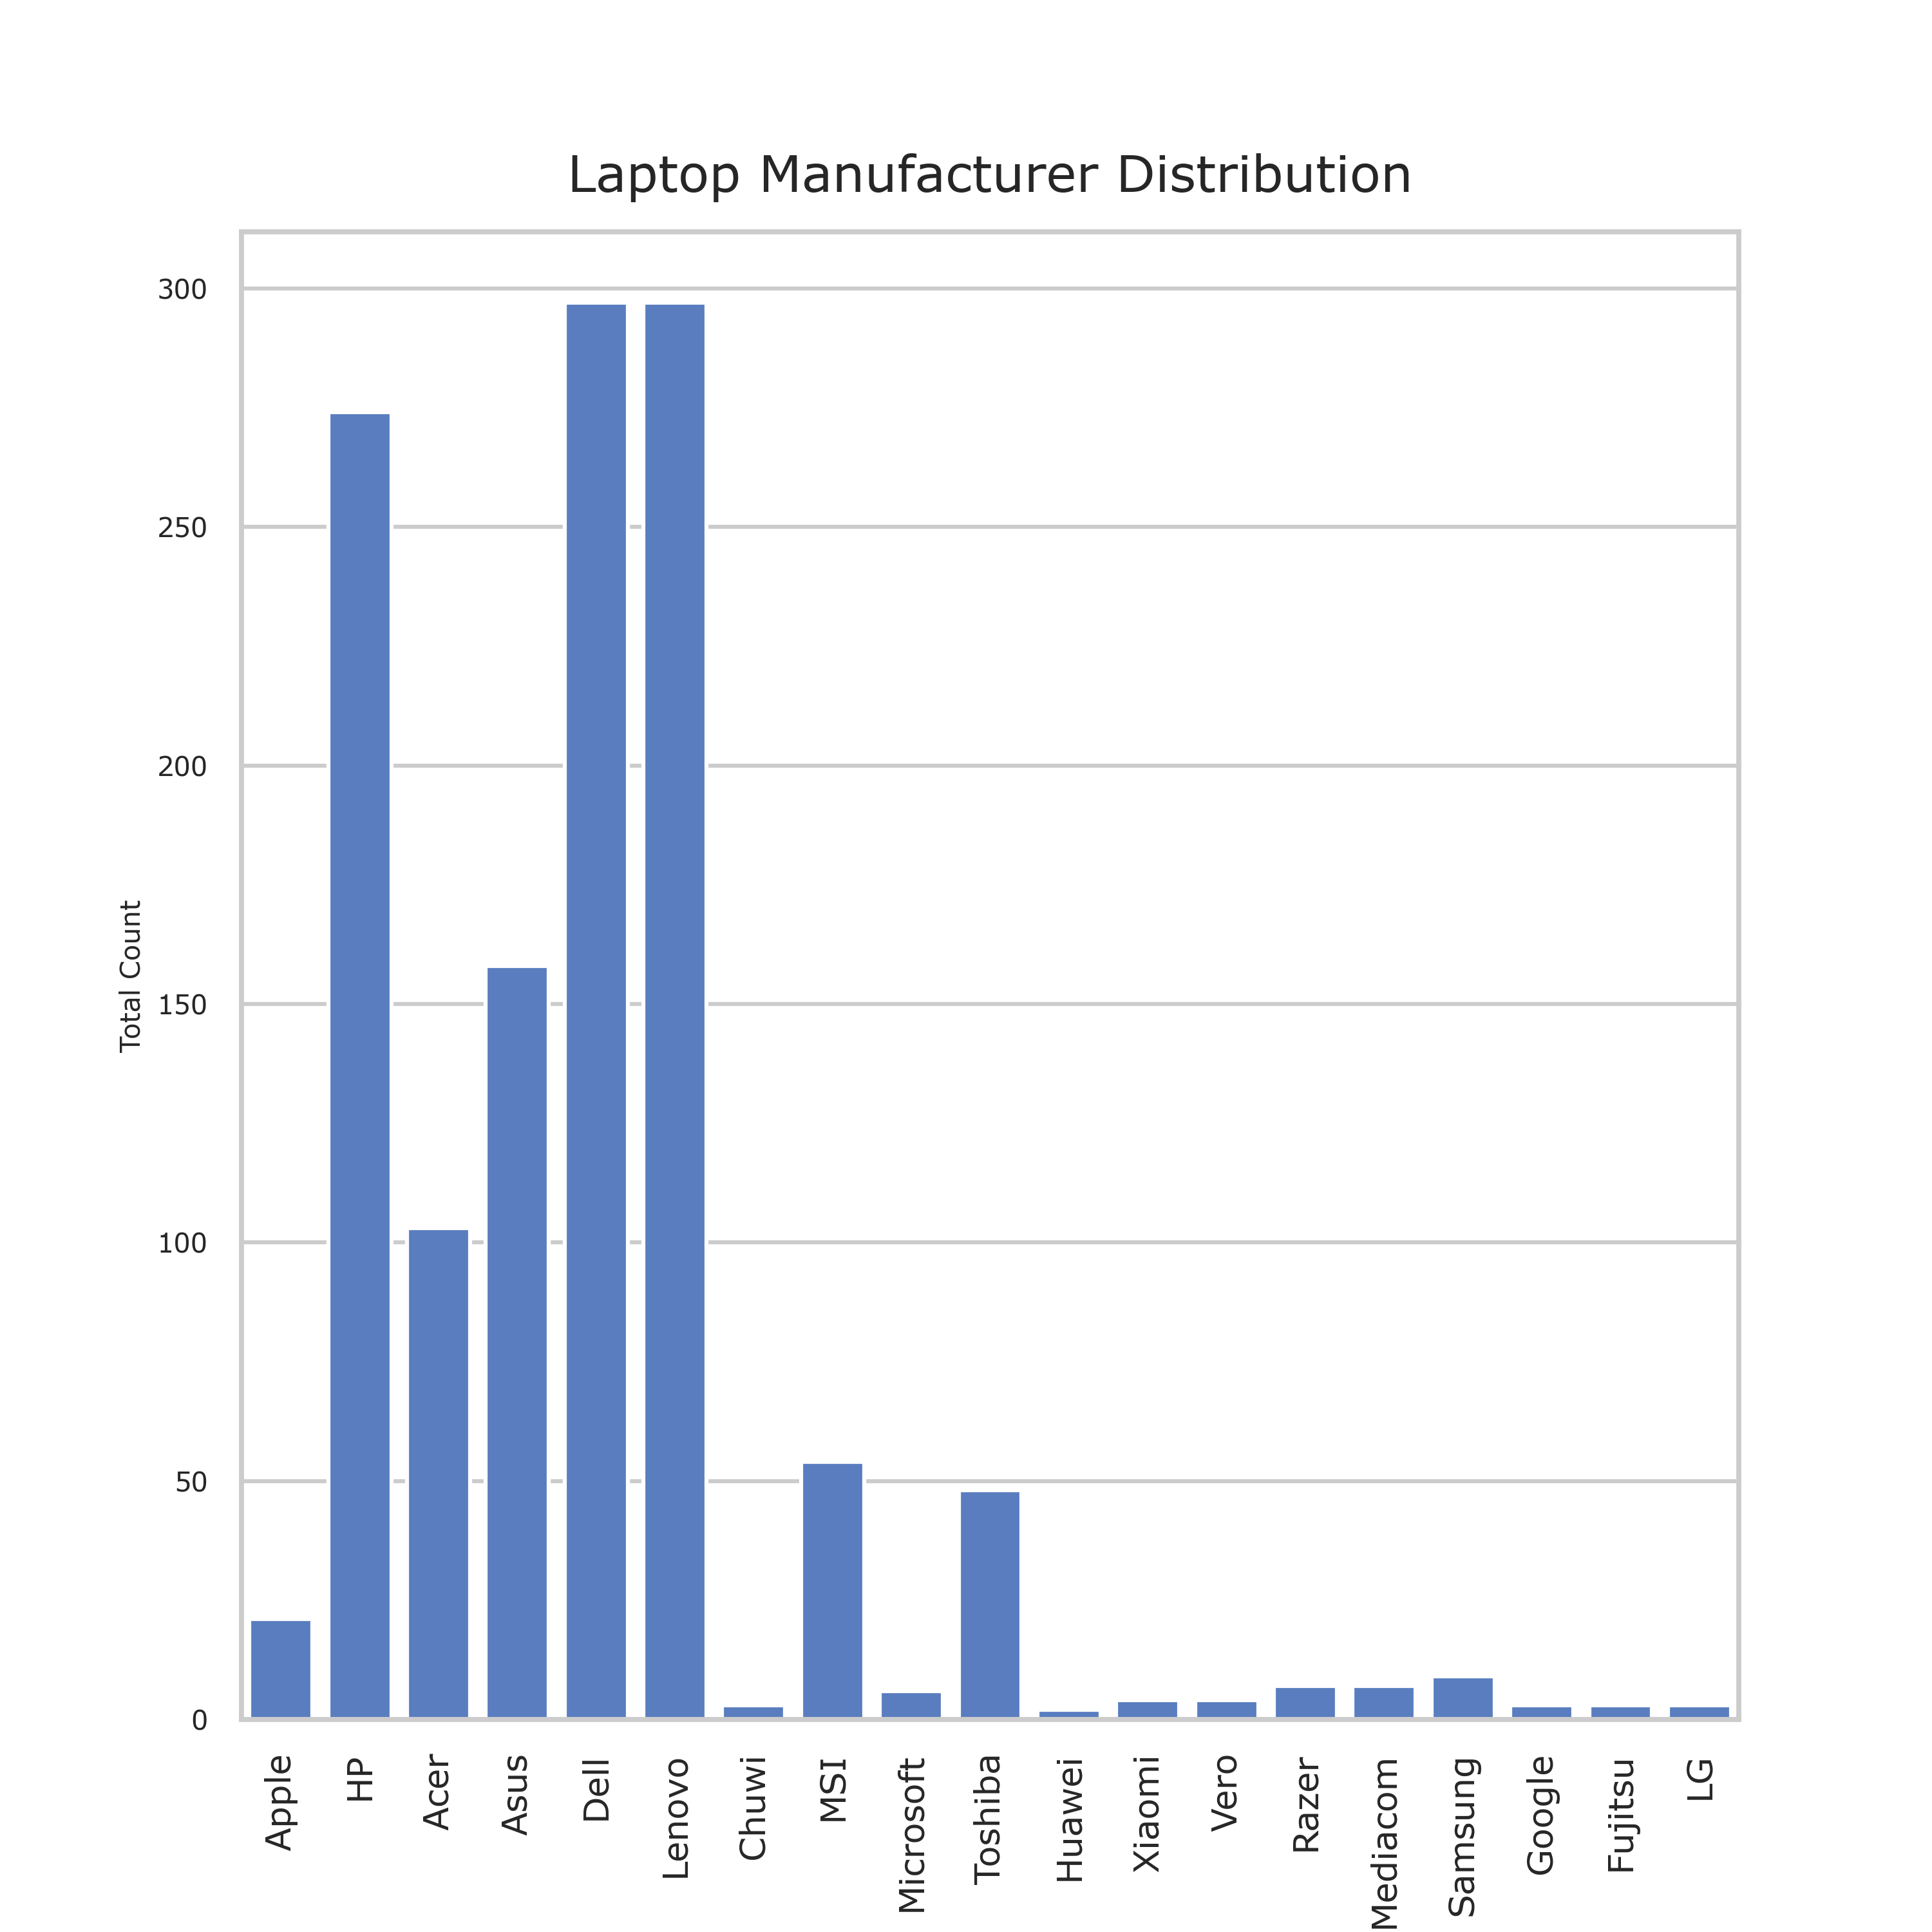 Laptop Manufacturer Distribution
Total Count
300
250
200
150
100
50
0
Apple
HP
Acer
Asus
Dell
Lenovo
Chuwi
MSI
Microsoft
Toshiba
Huawei
Xiaomi
Vero
Razer
Mediacom
Samsung
Google
Fujitsu
LG